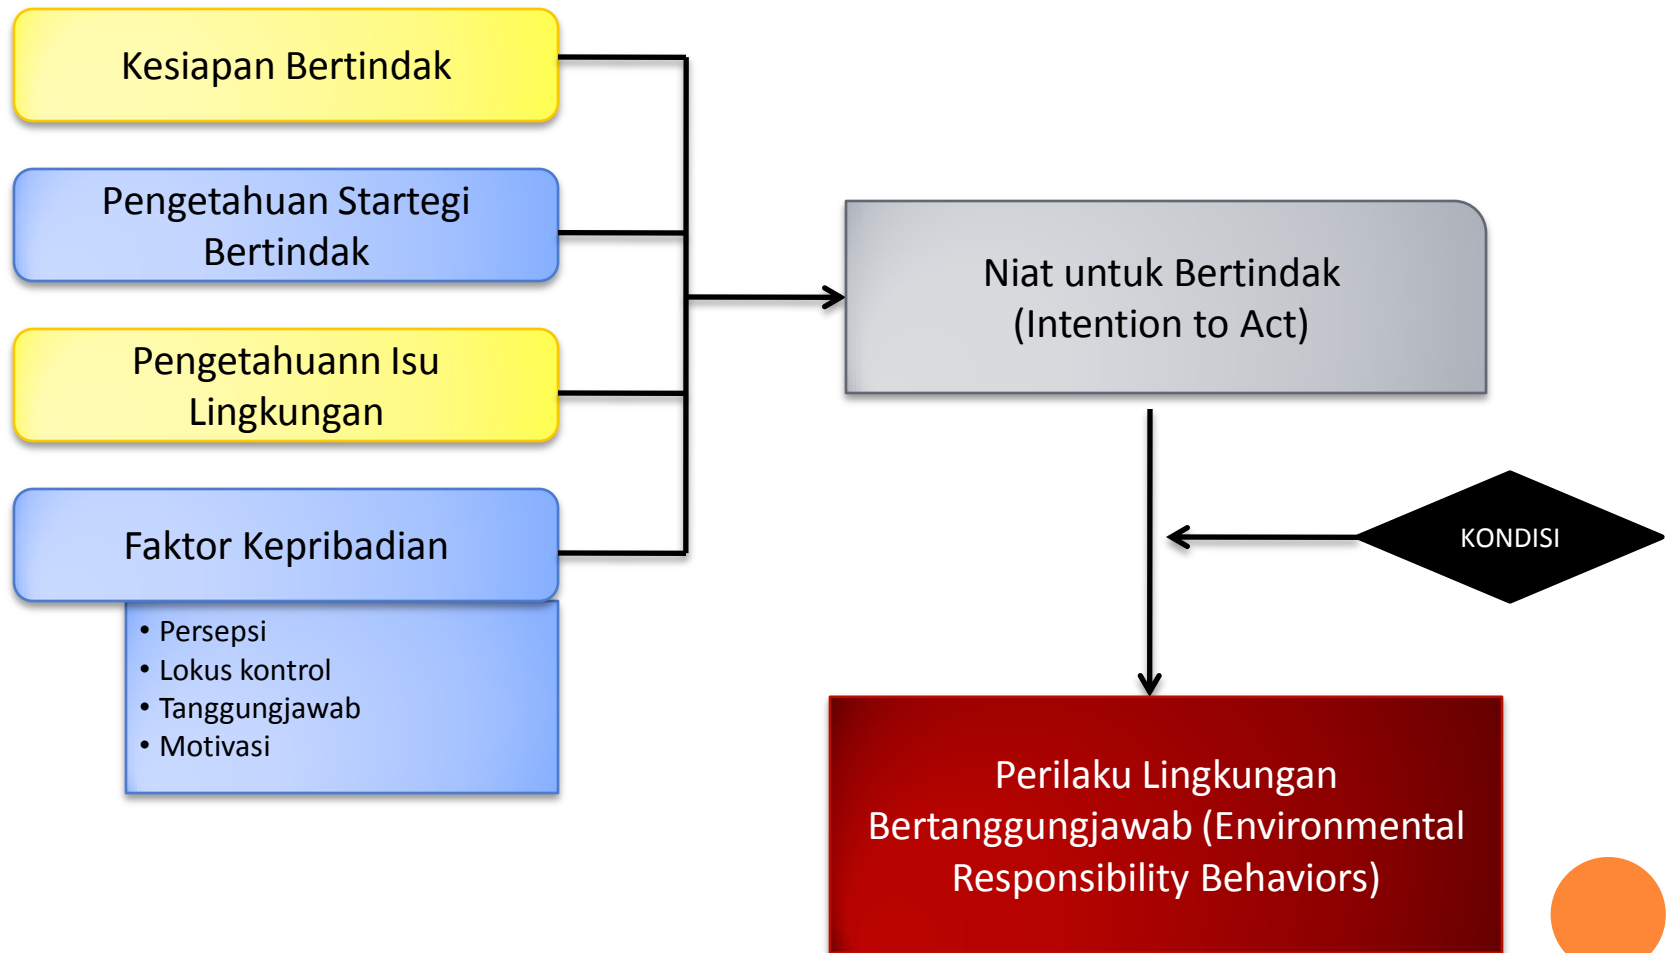 Kesiapan Bertindak
Pengetahuan Startegi
Bertindak
Pengetahuann Isu
Lingkungan
Faktor Kepribadian
• Persepsi
• Lokus kontrol
• Tanggungjawab
• Motivasi
Niat untuk Bertindak
(Intention to Act)
KONDISI
Perilaku Lingkungan
Bertanggungjawab (Environmental
Responsibility Behaviors)